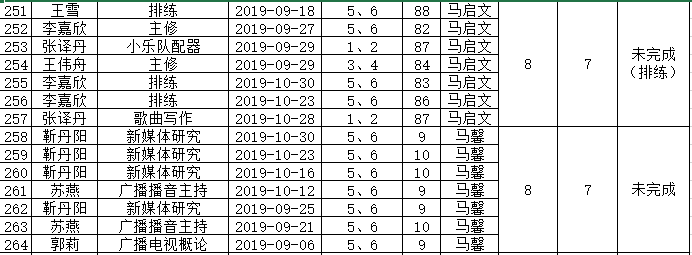 251 王雪 排练 2019-09-18 5、6 88 马启文
252 李嘉欣 主修 2019-09-27 5、6 82 马启文
253 张译丹 小乐队配器 2019-09-29 1、2 87 马启文
254 王伟丹 主修 2019-09-29 3、4 84 马启文 8 7 未完成（排练）
255 李嘉欣 排练 2019-10-30 5、6 83 马启文
256 李嘉欣 排练 2019-10-23 5、6 86 马启文
257 张译丹 歌曲写作 2019-10-28 1、2 87 马启文
258 靳丹阳 新媒体研究 2019-10-30 5、6 9 马馨
259 靳丹阳 新媒体研究 2019-10-23 5、6 10 马馨
260 靳丹阳 新媒体研究 2019-10-16 5、6 10 马馨
261 苏燕 广播播音主持 2019-10-12 5、6 9 马馨 8 7 未完成
262 靳丹阳 新媒体研究 2019-09-25 5、6 9 马馨
263 苏燕 广播播音主持 2019-09-21 5、6 10 马馨
264 郭莉 广播电视概论 2019-09-06 5、6 9 马馨